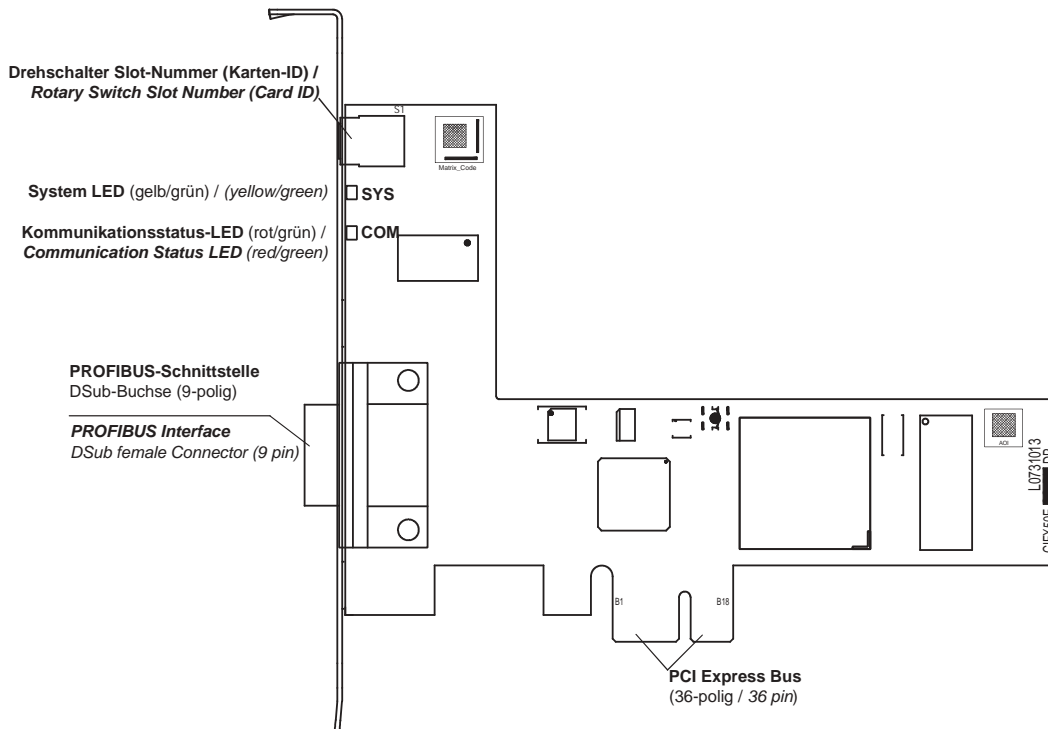 Drehschalter Slot-Nummer (Karten-ID) /
Rotary Switch Slot Number (Card ID)
S1
Matrix_Code
System LED (gelb/grün) / (yellow/green)
SYS
Kommunikationsstatus-LED (rot/grün) /
Communication Status LED (red/green)
COM
PROFIBUS-Schnittstelle
DSub-Buchse (9-polig)
PROFIBUS Interface
DSub female Connector (9 pin)
AOI
L0731013
B1
B18
PCI Express Bus
(36-polig / 36 pin)